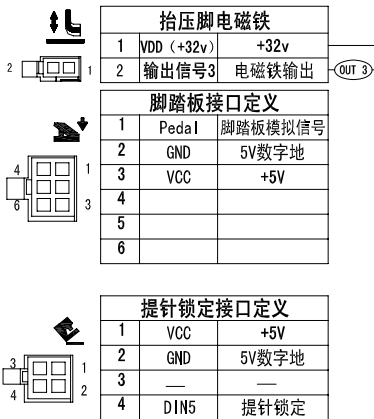 抬压脚电磁铁
1 VDD（+32v） +32v
2 输出信号3 电磁铁输出 OUT 3
2 1
脚踏板接口定义
1 Pedal 脚踏板模拟信号
2 GND 5V数字地
3 VCC +5V
4
5
6
4 1
6 3
提针锁定接口定义
1 VCC +5V
2 GND 5V数字地
3 — —
4 DIN5 提针锁定
3 1
4 2